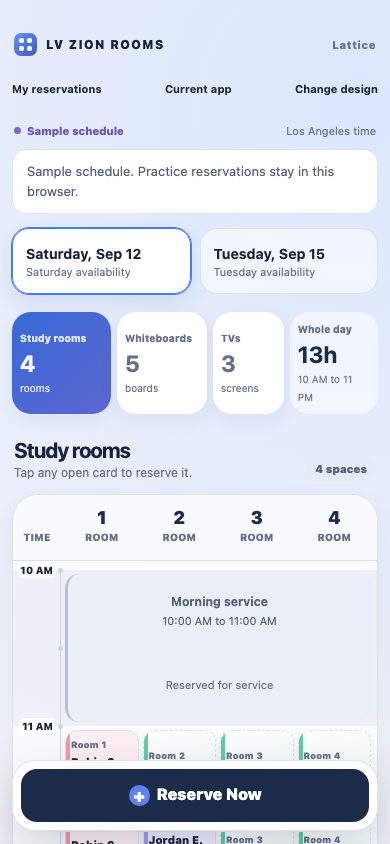 LV ZION ROOMS
Lattice
My reservations
Current app
Change design
Sample schedule
Los Angeles time
Sample schedule. Practice reservations stay in this
browser.
Saturday, Sep 12
Saturday availability
Tuesday, Sep 15
Tuesday availability
Study rooms
4
rooms
Whiteboards
5
boards
TVs
3
screens
Whole day
13h
10 AM to 11
PM
Study rooms
Tap any open card to reserve it.
4 spaces
TIME
1
ROOM
2
ROOM
3
ROOM
4
ROOM
10 AM
Morning service
10:00 AM to 11:00 AM
Reserved for service
11 AM
Room 1
Room 2
Room 3
Room 4
Reserve Now
Jordan E.
Room 3
Room 4